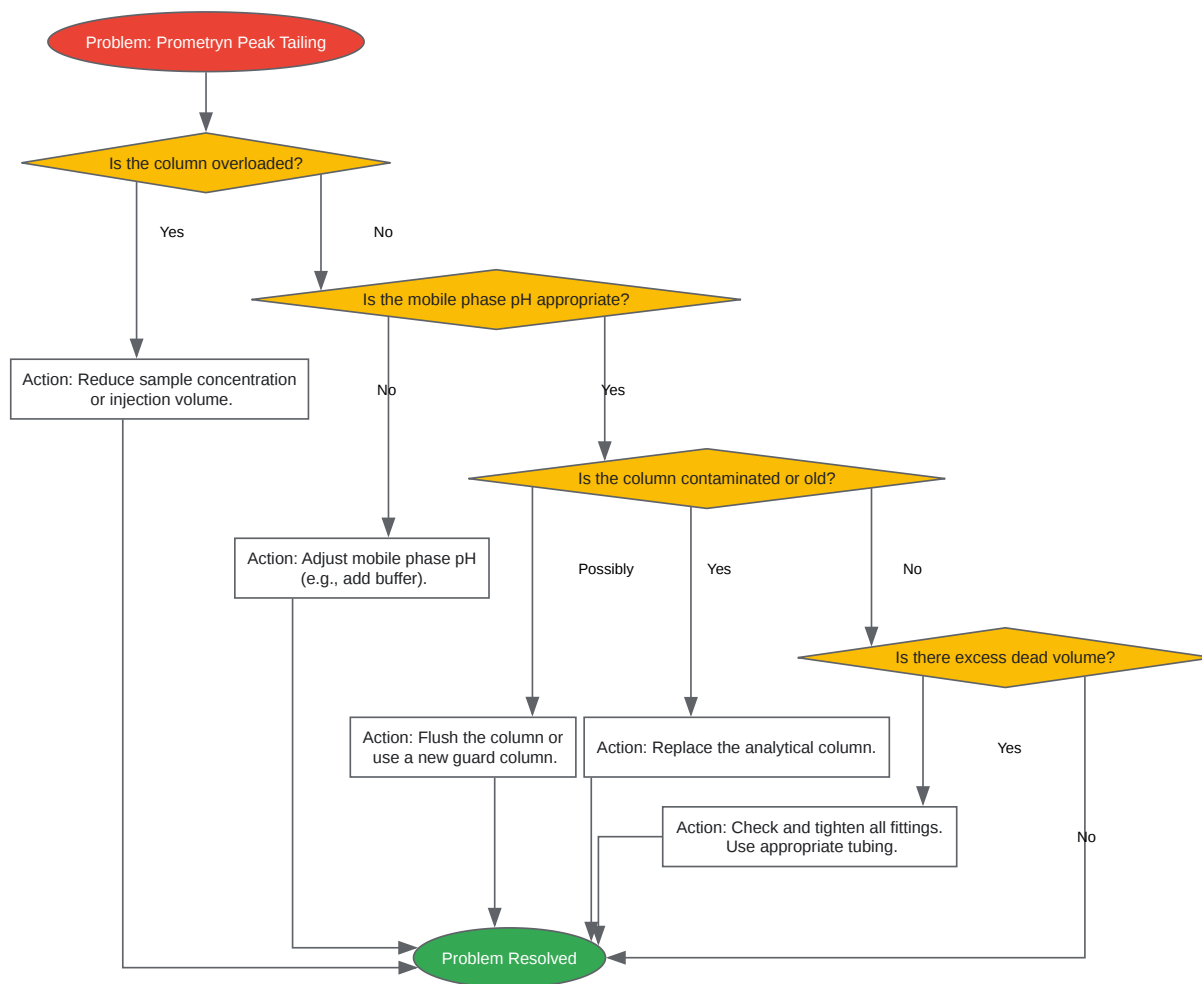 Problem: Prometryn Peak Tailing
Is the column overloaded?
Yes
No
Is the mobile phase pH appropriate?
Action: Reduce sample concentration
or injection volume.
No
Yes
Is the column contaminated or old?
Action: Adjust mobile phase pH
(e.g., add buffer).
Possibly
Yes
No
Is there excess dead volume?
Action: Flush the column or
use a new guard column.
Action: Replace the analytical column.
Yes
Action: Check and tighten all fittings.
Use appropriate tubing.
No
Problem Resolved